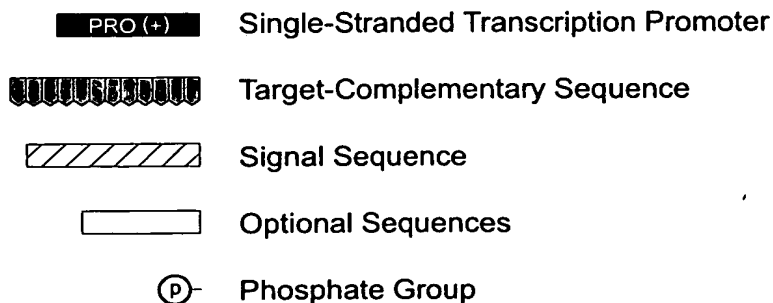 PRO (+) Single-Stranded Transcription Promoter
Target-Complementary Sequence
Signal Sequence
Optional Sequences
P Phosphate Group